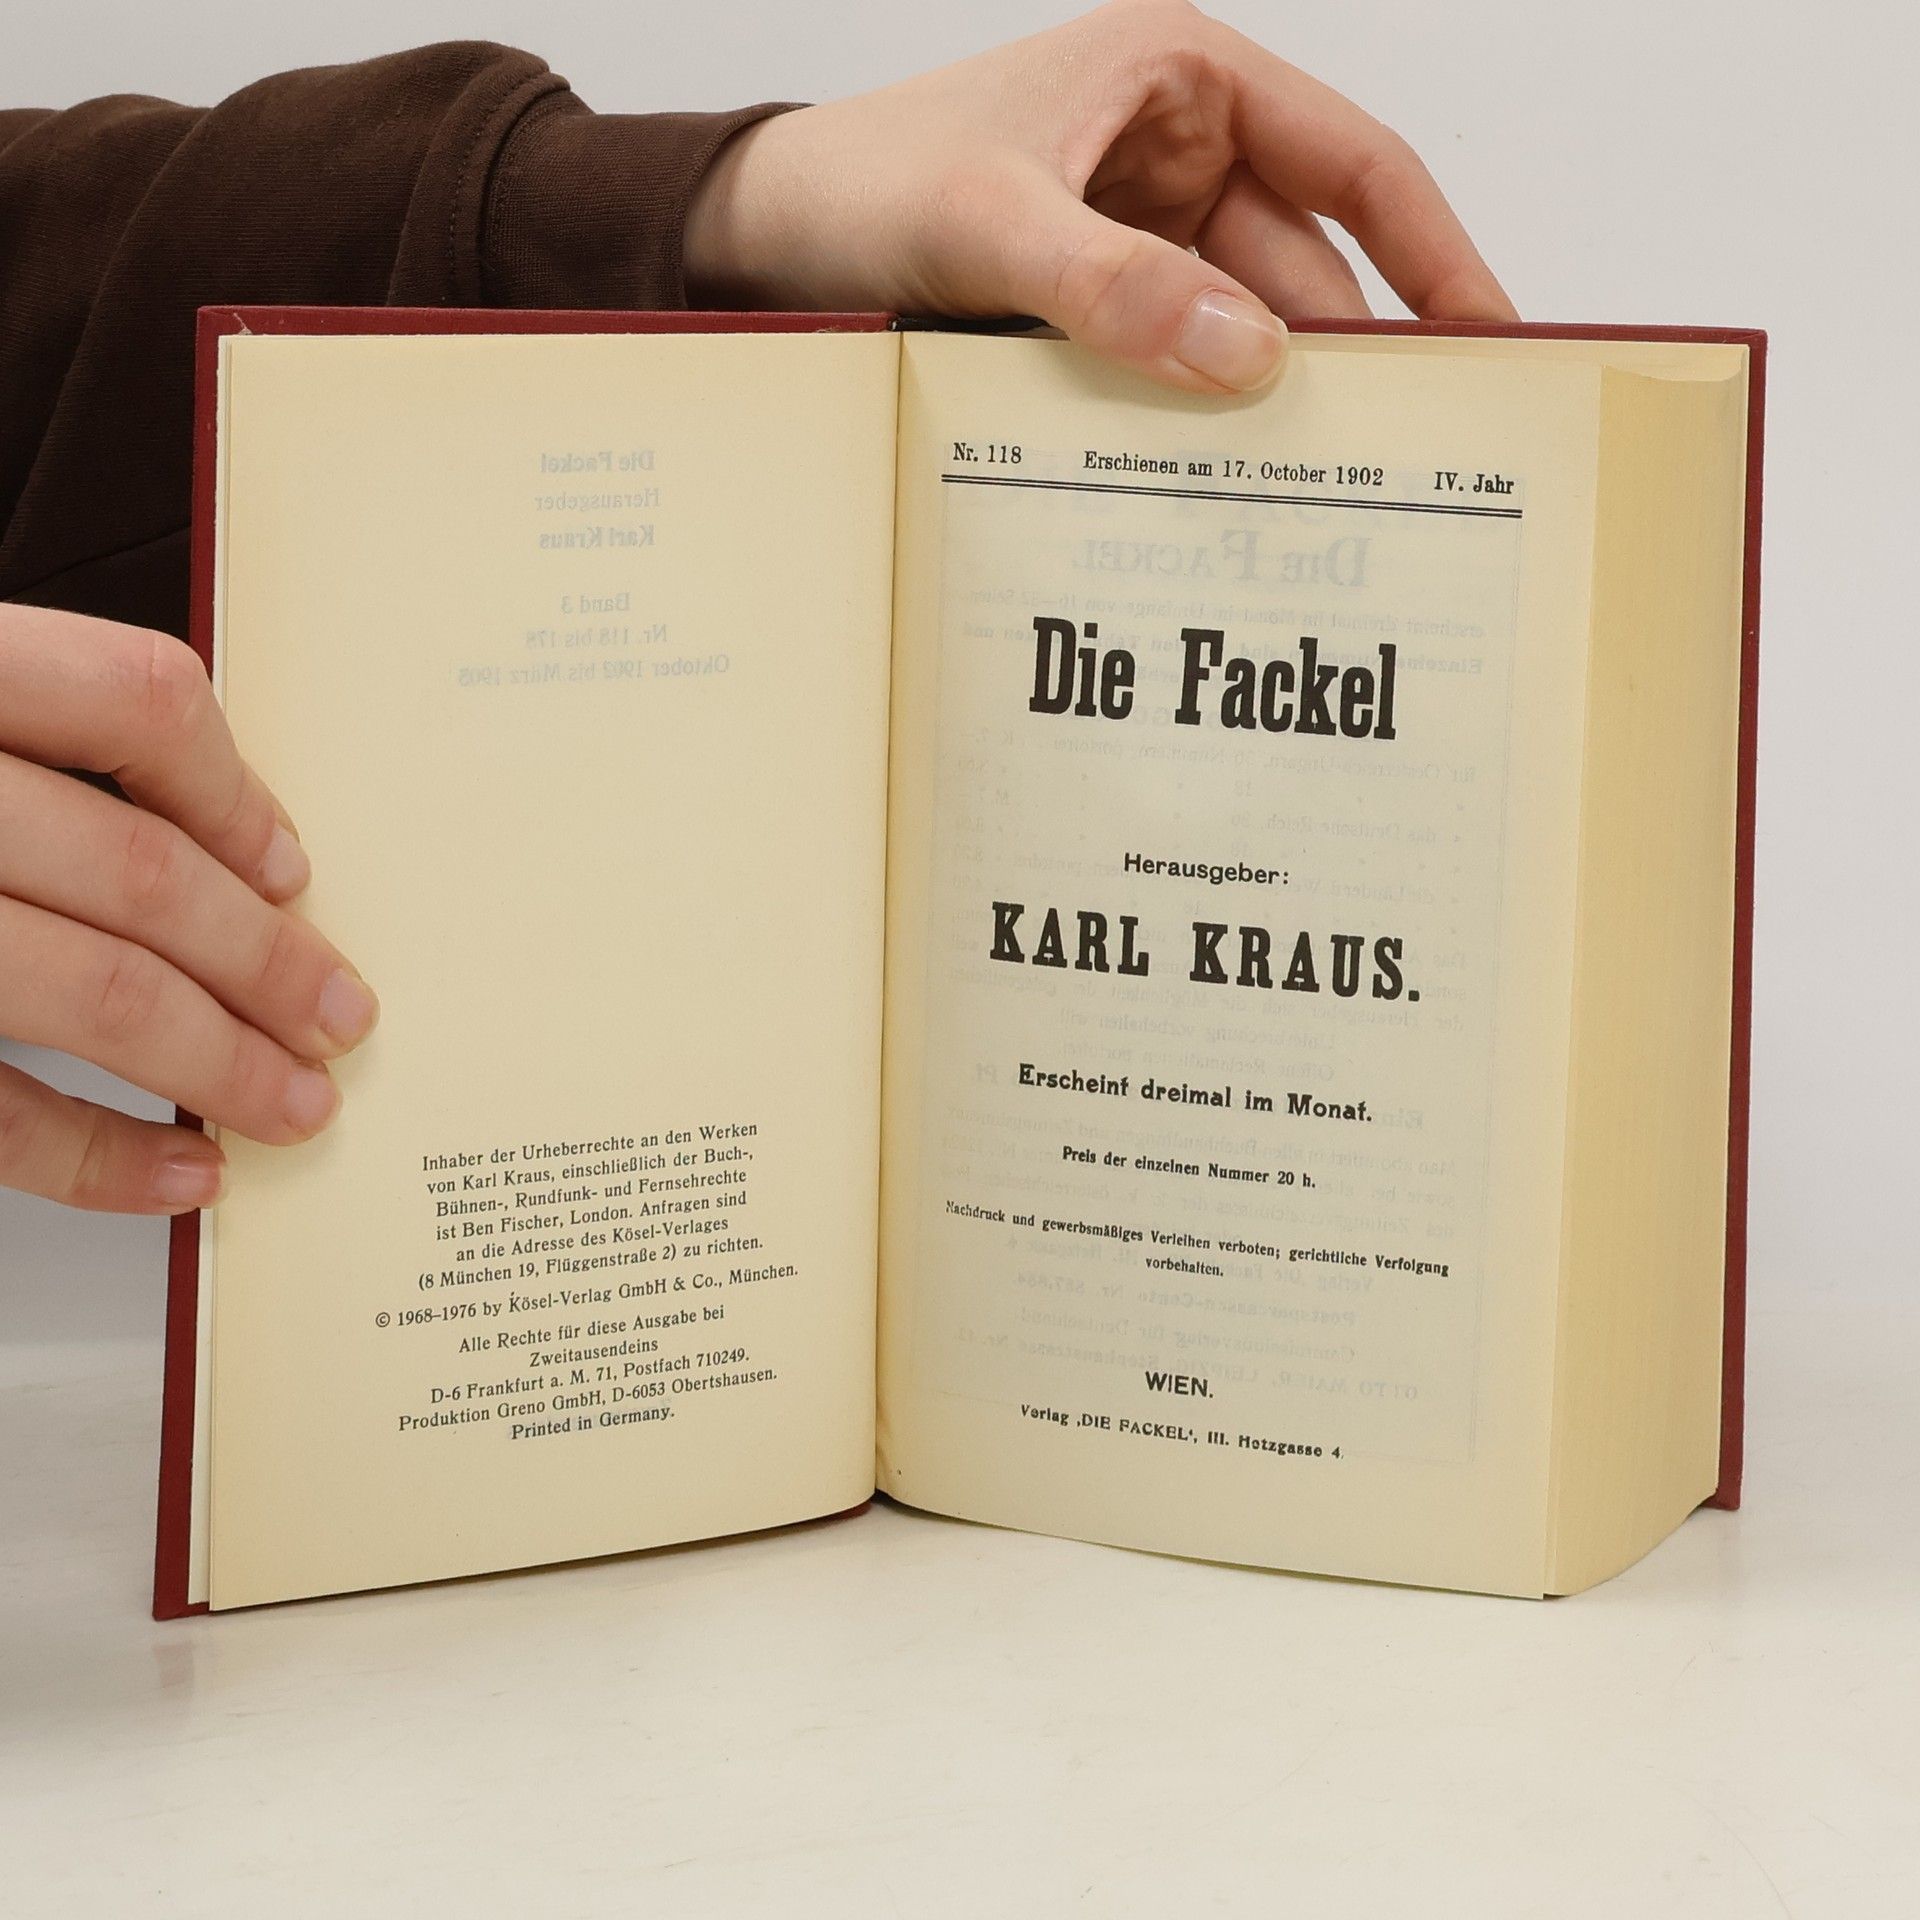 Die Fackel
Herausgeber
Karl Kraus
Band 3
Nr. 118 bis 178
Oktober 1902 bis März 1905
Inhaber der Urheberrechte an den Werken
von Karl Kraus, einschließlich der Buch-,
Bühnen-, Rundfunk- und Fernsehrechte
ist Ben Fischer, London. Anfragen sind
an die Adresse des Kösel-Verlages
(8 München 19, Flüggenstraße 2) zu richten.
© 1968–1976 by Kösel-Verlag GmbH & Co., München.
Alle Rechte für diese Ausgabe bei
Zweitausendeins
D-6 Frankfurt a. M. 71, Postfach 710249.
Produktion Greno GmbH, D-6053 Obertshausen.
Printed in Germany.
Nr. 118 Erschienen am 17. October 1902 IV. Jahr
Die Fackel
Herausgeber:
KARL KRAUS.
Erscheint dreimal im Monat.
Preis der einzelnen Nummer 20 h.
Nachdruck und gewerbsmäßiges Verleihen verboten; gerichtliche Verfolgung
vorbehalten.
WIEN.
Verlag ‚DIE FACKEL‘, III. Hetzgasse 4.